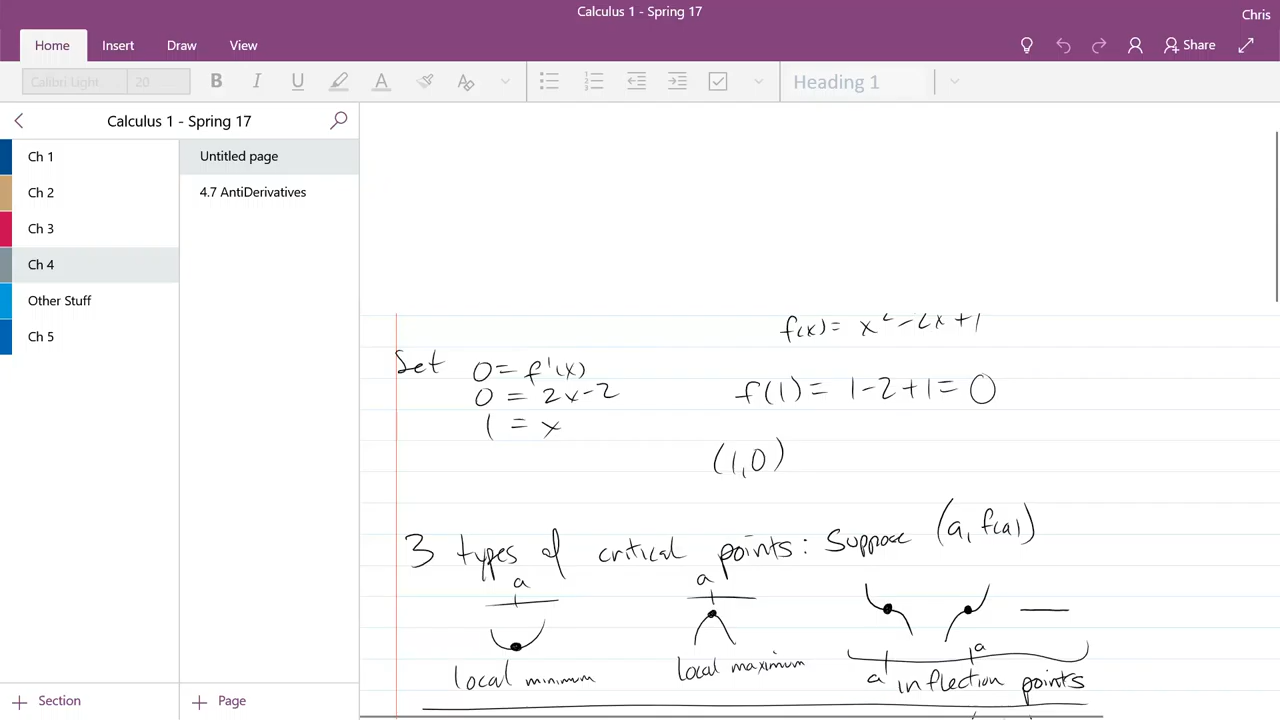 Calculus 1 - Spring 17
Chris
Home Insert Draw View
Share
Calibri Light 20 B I U A Heading 1
Calculus 1 - Spring 17
Ch 1
Ch 2
Ch 3
Ch 4
Other Stuff
Ch 5
Untitled page
4.7 AntiDerivatives
f(x) = x² - 2x + 1
Set 0 = f'(x)
0 = 2x - 2
1 = x
f(1) = 1 - 2 + 1 = 0
(1,0)
3 types of critical points: Suppose (a, f(a))
a
a
local minimum
local maximum
a
a
inflection points
Section
Page